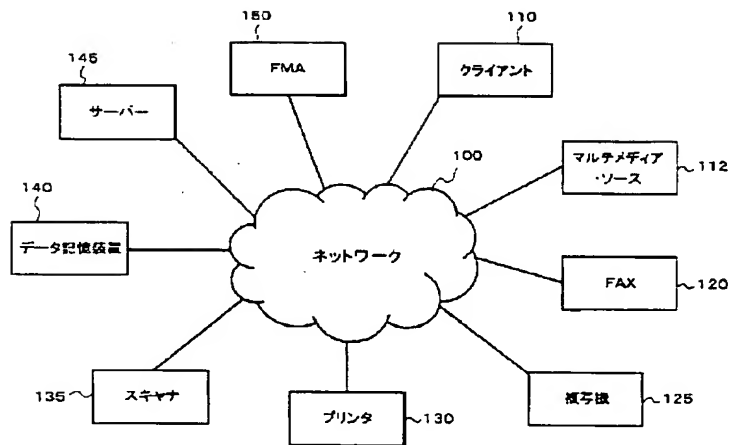 150
110
FMA
クライアント
145
サーバー
100
マルチメディア
・ソース
112
140
データ記憶装置
ネットワーク
FAX
120
135
スキャナ
プリンタ
130
複写機
125